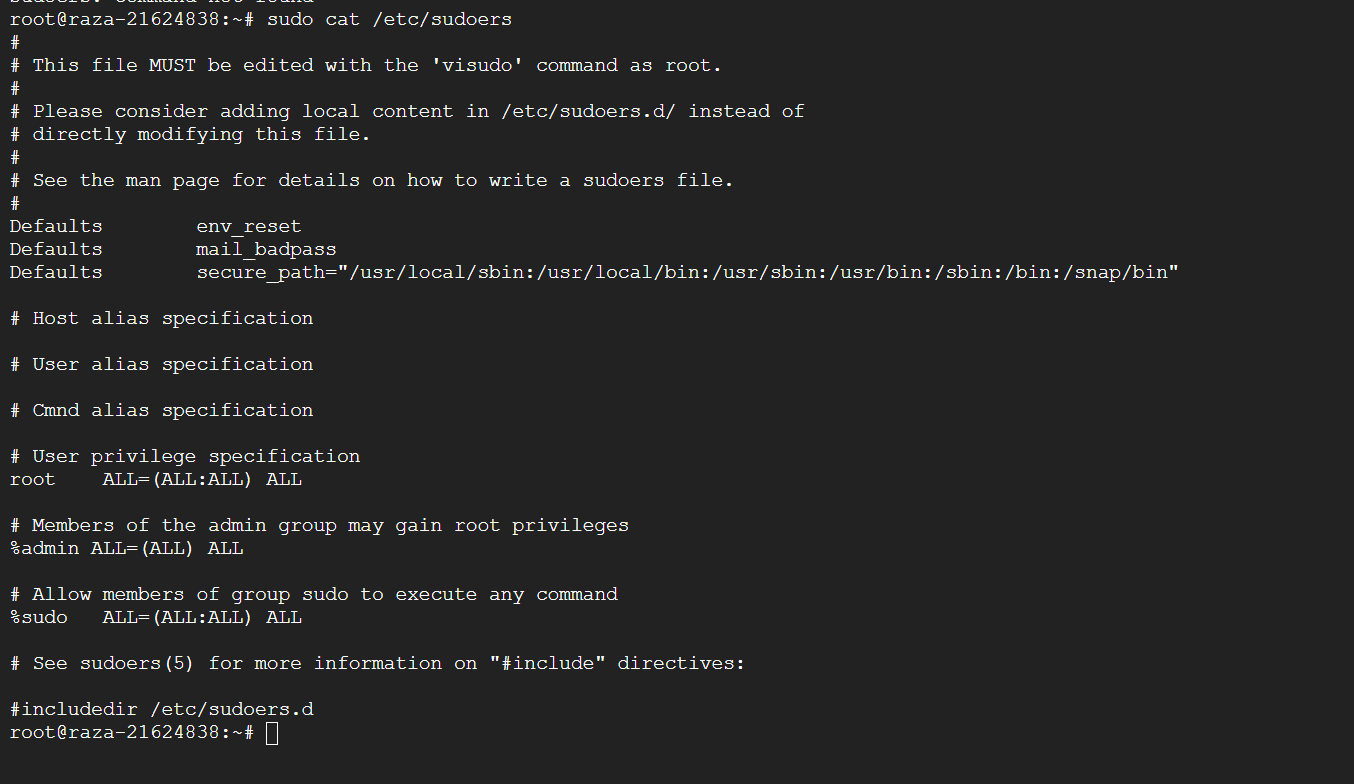 root@raza-21624838:~# sudo cat /etc/sudoers
#
# This file MUST be edited with the 'visudo' command as root.
#
# Please consider adding local content in /etc/sudoers.d/ instead of
# directly modifying this file.
#
# See the man page for details on how to write a sudoers file.
#
Defaults        env_reset
Defaults        mail_badpass
Defaults        secure_path="/usr/local/sbin:/usr/local/bin:/usr/sbin:/usr/bin:/sbin:/bin:/snap/bin"
# Host alias specification
# User alias specification
# Cmnd alias specification
# User privilege specification
root    ALL=(ALL:ALL) ALL
# Members of the admin group may gain root privileges
%admin ALL=(ALL) ALL
# Allow members of group sudo to execute any command
%sudo   ALL=(ALL:ALL) ALL
# See sudoers(5) for more information on "#include" directives:
#includedir /etc/sudoers.d
root@raza-21624838:~#